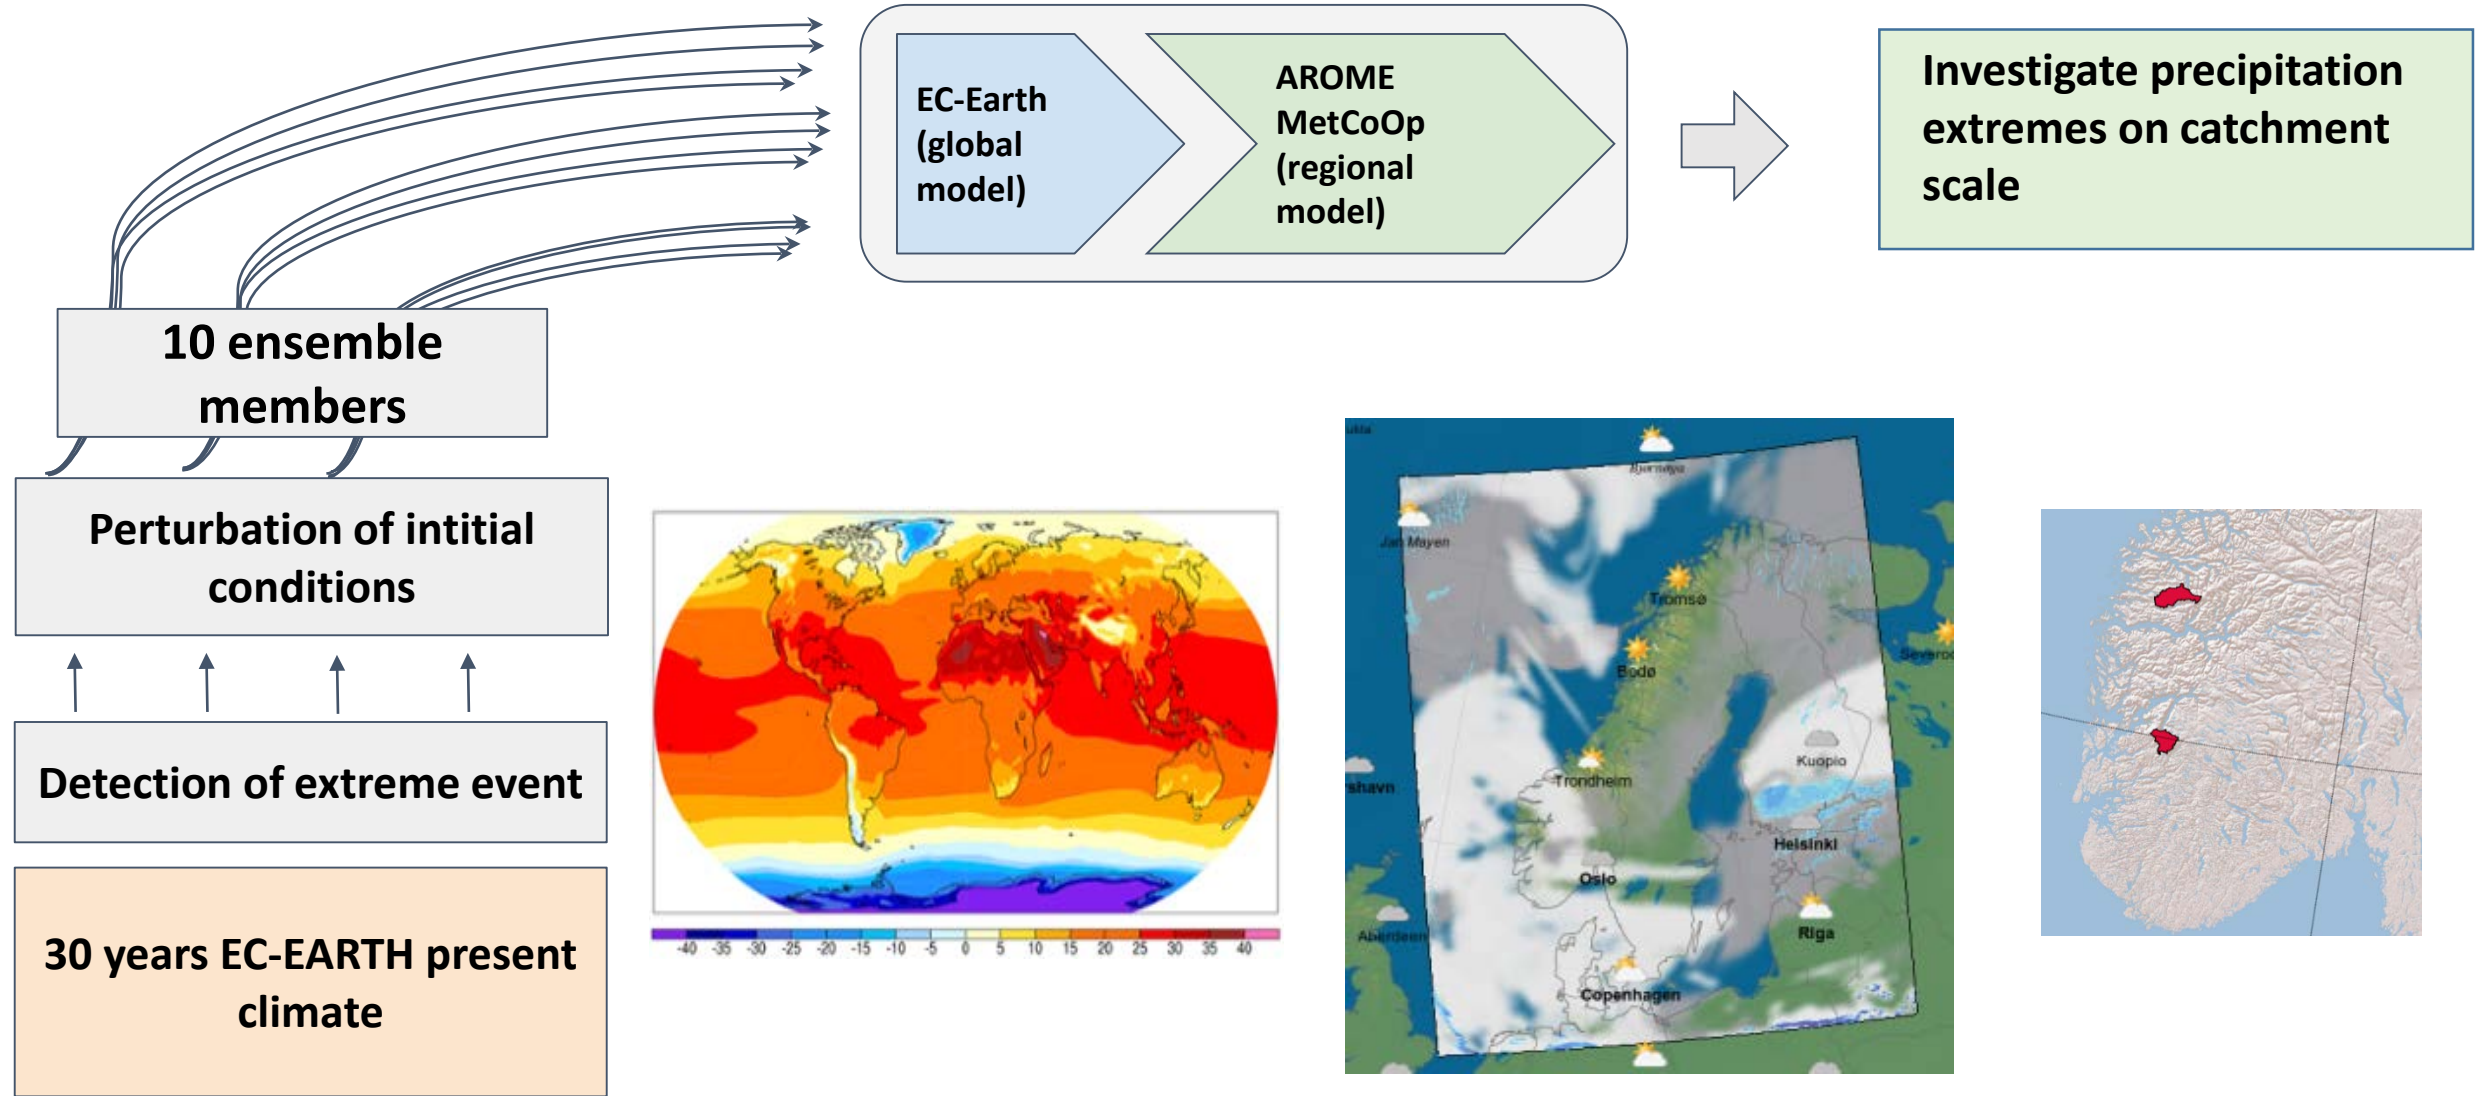 EC-Earth
(global
model)
AROME
MetCoOp
(regional
model)
Investigate precipitation
extremes on catchment
scale
10 ensemble
members
Perturbation of intitial
conditions
Detection of extreme event
30 years EC-EARTH present
climate
-40 -35 -30 -25 -20 -15 -10 -5 0 5 10 15 20 25 30 35 40
Bjørnøya
Jan Mayen
Tromsø
Bodø
Severod
Kuopio
Trondheim
shavn
Helsinki
Oslo
Riga
Aberdeen
Copenhagen